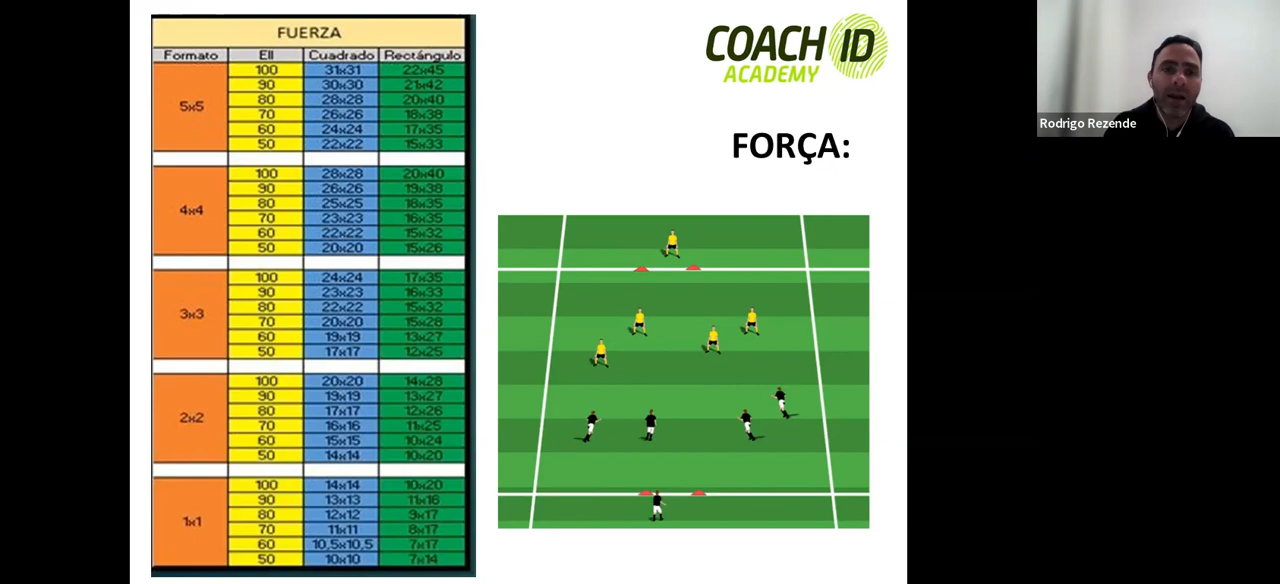 FUERZA
Formato EII Cuadrado Rectángulo
5x5
100 31x31 22x45
90 30x30 21x42
80 28x28 20x40
70 26x26 18x38
60 24x24 17x35
50 22x22 15x33
4x4
100 28x28 20x40
90 26x26 19x38
80 25x25 18x35
70 23x23 16x35
60 22x22 15x32
50 20x20 15x26
3x3
100 24x24 17x35
90 23x23 16x33
80 22x22 15x32
70 20x20 15x28
60 19x19 13x27
50 17x17 12x25
2x2
100 20x20 14x28
90 19x19 13x27
80 17x17 12x26
70 16x16 11x25
60 15x15 10x24
50 14x14 10x20
1x1
100 14x14 10x20
90 13x13 11x16
80 12x12 9x17
70 11x11 8x17
60 10,5x10,5 7x17
50 10x10 7x14
COACH ID
ACADEMY
FORÇA:
Rodrigo Rezende